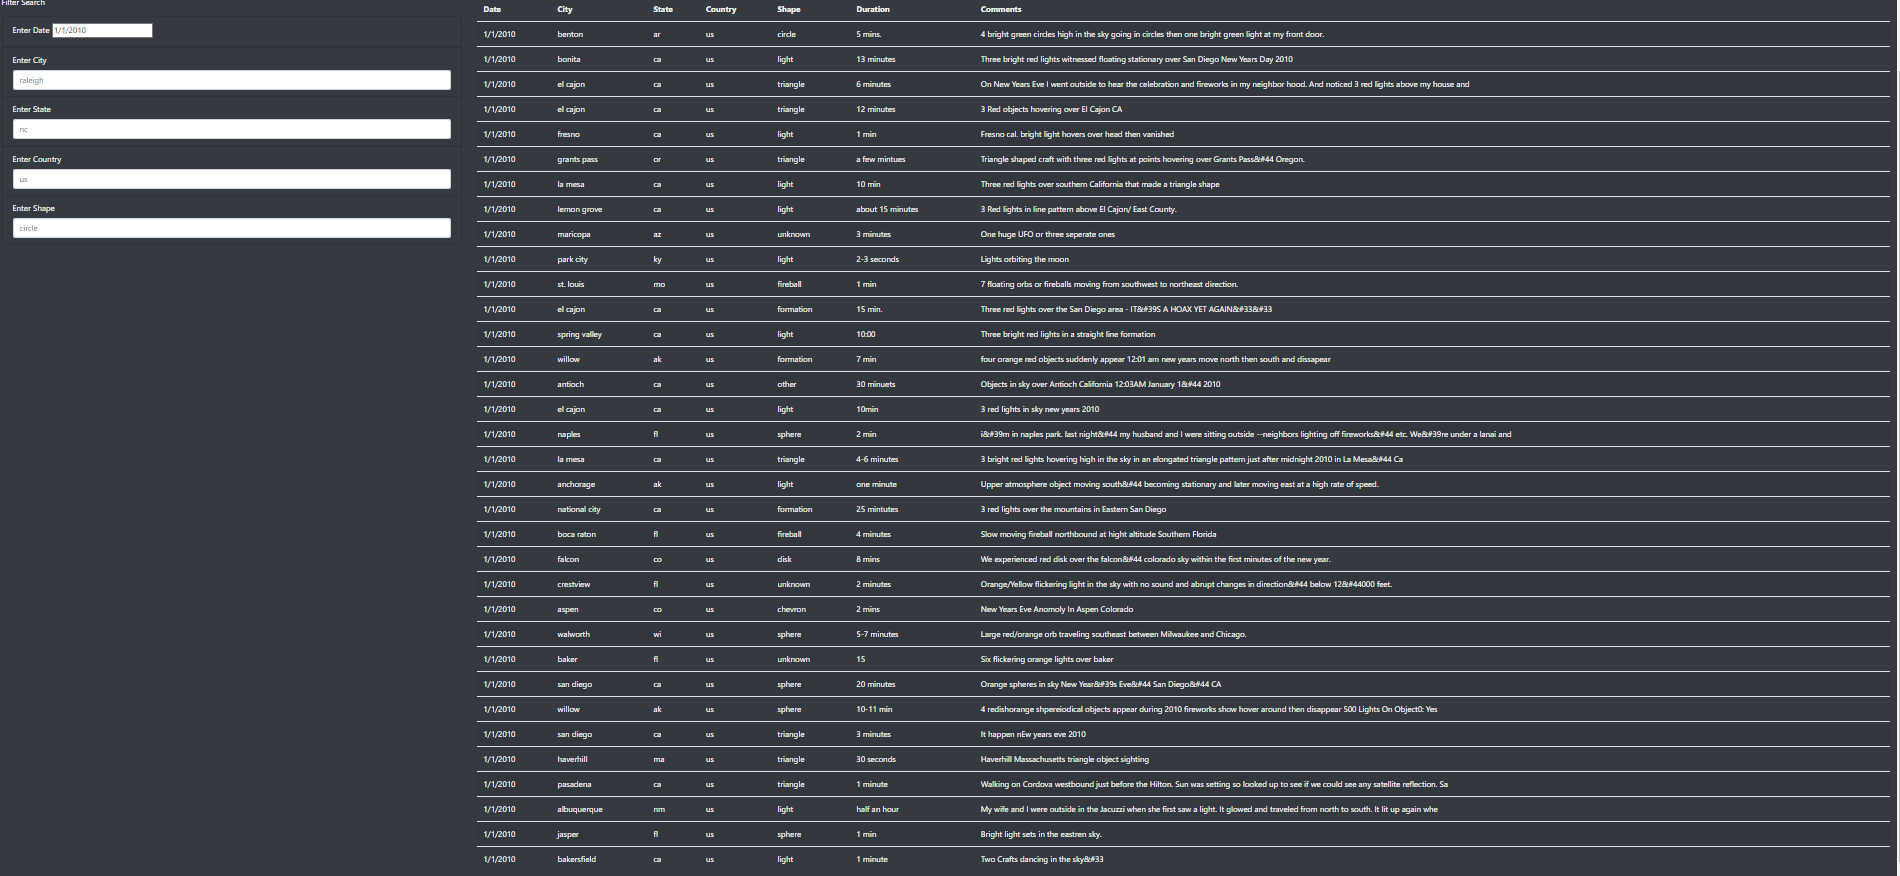 Filter Search
Enter Date 1/1/2010
Enter City
raleigh
Enter State
nc
Enter Country
us
Enter Shape
circle
Date City State Country Shape Duration Comments
1/1/2010 benton ar us circle 5 mins. 4 bright green circles high in the sky going in circles then one bright green light at my front door.
1/1/2010 bonita ca us light 13 minutes Three bright red lights witnessed floating stationary over San Diego New Years Day 2010
1/1/2010 el cajon ca us triangle 6 minutes On New Years Eve I went outside to hear the celebration and fireworks in my neighbor hood. And noticed 3 red lights above my house and
1/1/2010 el cajon ca us triangle 12 minutes 3 Red objects hovering over El Cajon CA
1/1/2010 fresno ca us light 1 min Fresno cal. bright light hovers over head then vanished
1/1/2010 grants pass or us triangle a few mintues Triangle shaped craft with three red lights at points hovering over Grants Pass&#44 Oregon.
1/1/2010 la mesa ca us light 10 min Three red lights over southern California that made a triangle shape
1/1/2010 lemon grove ca us light about 15 minutes 3 Red lights in line pattern above El Cajon/ East County.
1/1/2010 maricopa az us unknown 3 minutes One huge UFO or three seperate ones
1/1/2010 park city ky us light 2-3 seconds Lights orbiting the moon
1/1/2010 st. louis mo us fireball 1 min 7 floating orbs or fireballs moving from southwest to northeast direction.
1/1/2010 el cajon ca us formation 15 min. Three red lights over the San Diego area - IT&#39S A HOAX YET AGAIN&#33&#33
1/1/2010 spring valley ca us light 10:00 Three bright red lights in a straight line formation
1/1/2010 willow ak us formation 7 min four orange red objects suddenly appear 12:01 am new years move north then south and dissapear
1/1/2010 antioch ca us other 30 minuets Objects in sky over Antioch California 12:03AM January 1&#44 2010
1/1/2010 el cajon ca us light 10min 3 red lights in sky new years 2010
1/1/2010 naples fl us sphere 2 min i&#39m in naples park. last night&#44 my husband and I were sitting outside --neighbors lighting off fireworks&#44 etc. We&#39re under a lanai and
1/1/2010 la mesa ca us triangle 4-6 minutes 3 bright red lights hovering high in the sky in an elongated triangle pattern just after midnight 2010 in La Mesa&#44 Ca
1/1/2010 anchorage ak us light one minute Upper atmosphere object moving south&#44 becoming stationary and later moving east at a high rate of speed.
1/1/2010 national city ca us formation 25 mintutes 3 red lights over the mountains in Eastern San Diego
1/1/2010 boca raton fl us fireball 4 minutes Slow moving fireball northbound at hight altitude Southern Florida
1/1/2010 falcon co us disk 8 mins We experienced red disk over the falcon&#44 colorado sky within the first minutes of the new year.
1/1/2010 crestview fl us unknown 2 minutes Orange/Yellow flickering light in the sky with no sound and abrupt changes in direction&#44 below 12&#44000 feet.
1/1/2010 aspen co us chevron 2 mins New Years Eve Anomoly In Aspen Colorado
1/1/2010 walworth wi us sphere 5-7 minutes Large red/orange orb traveling southeast between Milwaukee and Chicago.
1/1/2010 baker fl us unknown 15 Six flickering orange lights over baker
1/1/2010 san diego ca us sphere 20 minutes Orange spheres in sky New Year&#39s Eve&#44 San Diego&#44 CA
1/1/2010 willow ak us sphere 10-11 min 4 redishorange shpereiodical objects appear during 2010 fireworks show hover around then disappear 500 Lights On Object0: Yes
1/1/2010 san diego ca us triangle 3 minutes It happen nEw years eve 2010
1/1/2010 haverhill ma us triangle 30 seconds Haverhill Massachusetts triangle object sighting
1/1/2010 pasadena ca us triangle 1 minute Walking on Cordova westbound just before the Hilton. Sun was setting so looked up to see if we could see any satellite reflection. Sa
1/1/2010 albuquerque nm us light half an hour My wife and I were outside in the Jacuzzi when she first saw a light. It glowed and traveled from north to south. It lit up again whe
1/1/2010 jasper fl us sphere 1 min Bright light sets in the eastren sky.
1/1/2010 bakersfield ca us light 1 minute Two Crafts dancing in the sky&#33